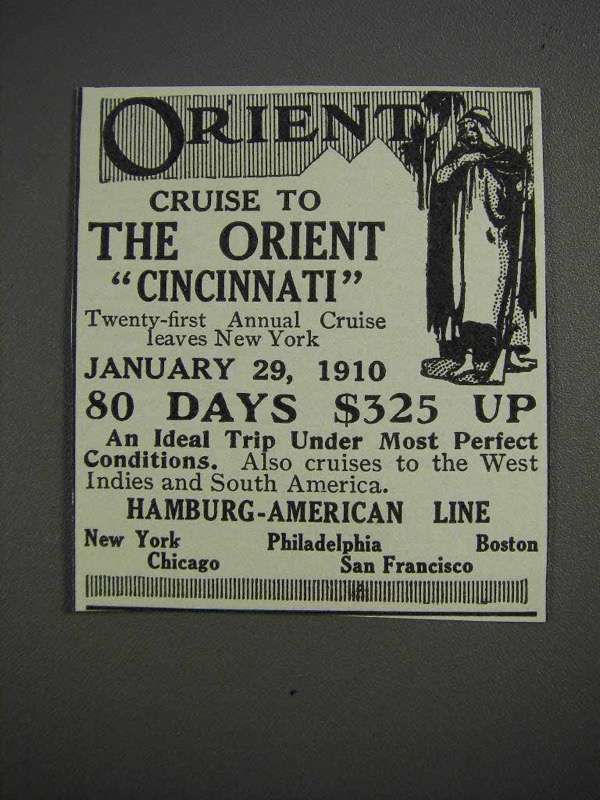 ORIENT
CRUISE TO
THE ORIENT
“CINCINNATI”
Twenty-first Annual Cruise
leaves New York
JANUARY 29, 1910
80 DAYS $325 UP
An Ideal Trip Under Most Perfect
Conditions. Also cruises to the West
Indies and South America.
HAMBURG-AMERICAN LINE
New York Philadelphia Boston
Chicago San Francisco